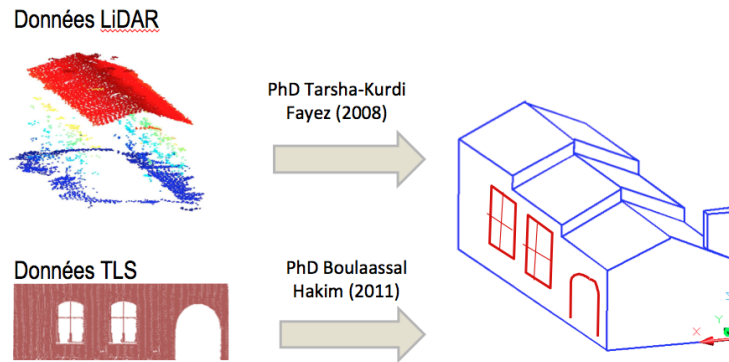 Données LiDAR
PhD Tarsha-Kurdi
Fayez (2008)
Données TLS
PhD Boulaassal
Hakim (2011)
X
Y